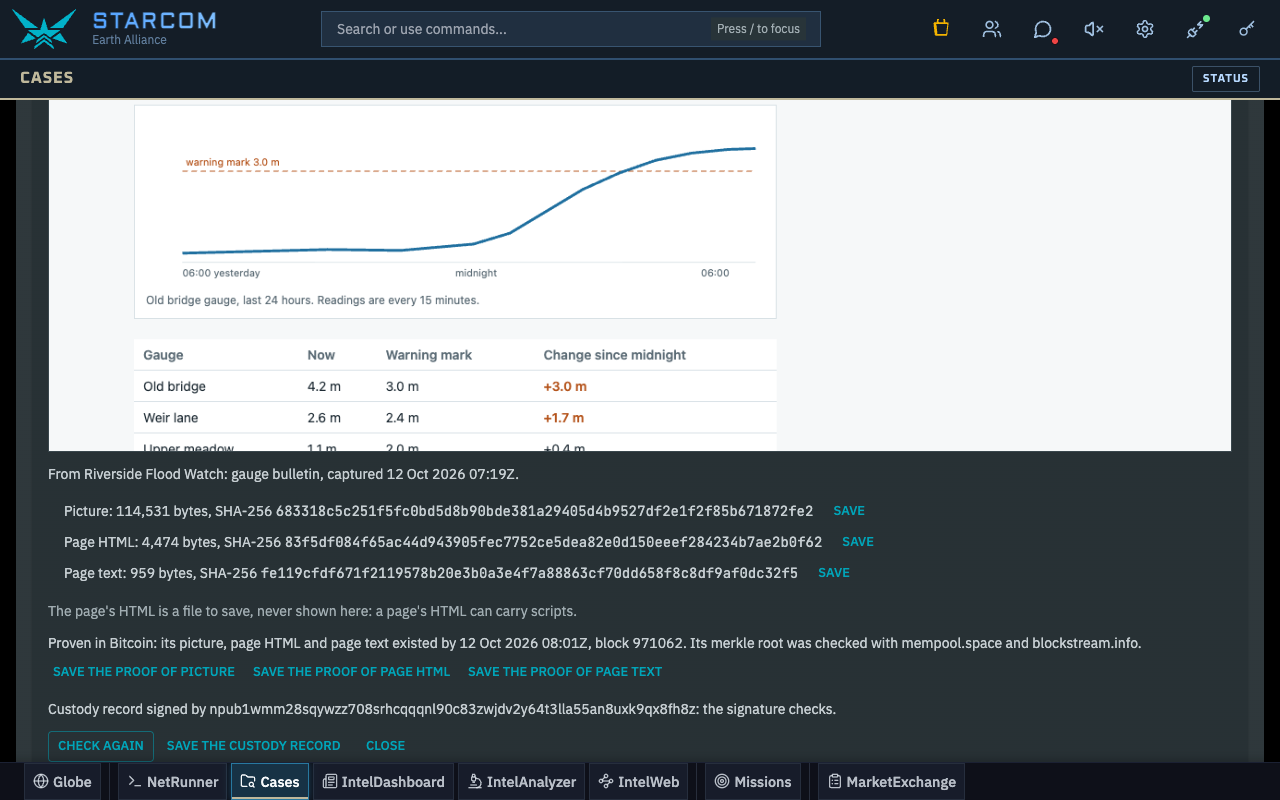 STARCOM
Earth Alliance
Search or use commands...
Press / to focus
CASES
STATUS
warning mark 3.0 m
06:00 yesterday
midnight
06:00
Old bridge gauge, last 24 hours. Readings are every 15 minutes.
Gauge Now Warning mark Change since midnight
Old bridge 4.2 m 3.0 m +3.0 m
Weir lane 2.6 m 2.4 m +1.7 m
Upper meadow 1.1 m 2.0 m +0.4 m
From Riverside Flood Watch: gauge bulletin, captured 12 Oct 2026 07:19Z.
Picture: 114,531 bytes, SHA-256 683318c5c251f5fc0bd5d8b90bde381a29405d4b9527df2e1f2f85b671872fe2 SAVE
Page HTML: 4,474 bytes, SHA-256 83f5df084f65ac44d943905fec7752ce5dea82e0d150eeef284234b7ae2b0f62 SAVE
Page text: 959 bytes, SHA-256 fe119cfdf671f2119578b20e3b0a3e4f7a88863cf70dd658f8c8df9af0dc32f5 SAVE
The page's HTML is a file to save, never shown here: a page's HTML can carry scripts.
Proven in Bitcoin: its picture, page HTML and page text existed by 12 Oct 2026 08:01Z, block 971062. Its merkle root was checked with mempool.space and blockstream.info.
SAVE THE PROOF OF PICTURE SAVE THE PROOF OF PAGE HTML SAVE THE PROOF OF PAGE TEXT
Custody record signed by npub1wmm28sqywzz708srhcqqqnl90c83zwjdv2y64t3lla55an8uxk9qx8fh8z: the signature checks.
CHECK AGAIN SAVE THE CUSTODY RECORD CLOSE
Globe NetRunner Cases IntelDashboard IntelAnalyzer IntelWeb Missions MarketExchange